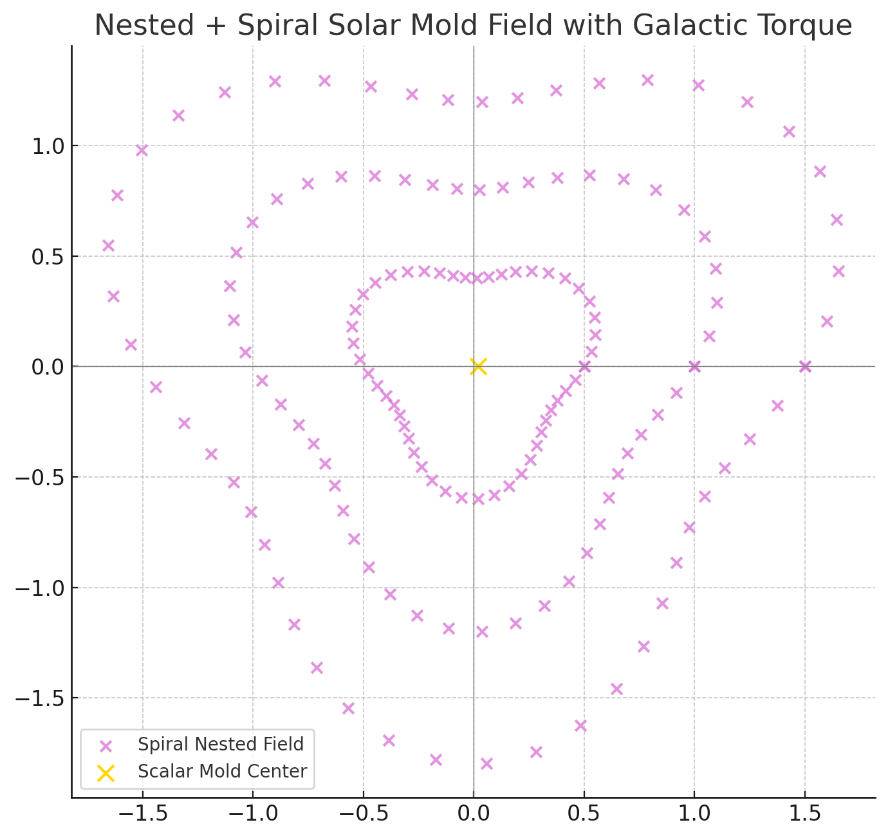 Nested + Spiral Solar Mold Field with Galactic Torque
1.0
0.5
0.0
−0.5
−1.0
−1.5
Spiral Nested Field
Scalar Mold Center
−1.5 −1.0 −0.5 0.0 0.5 1.0 1.5